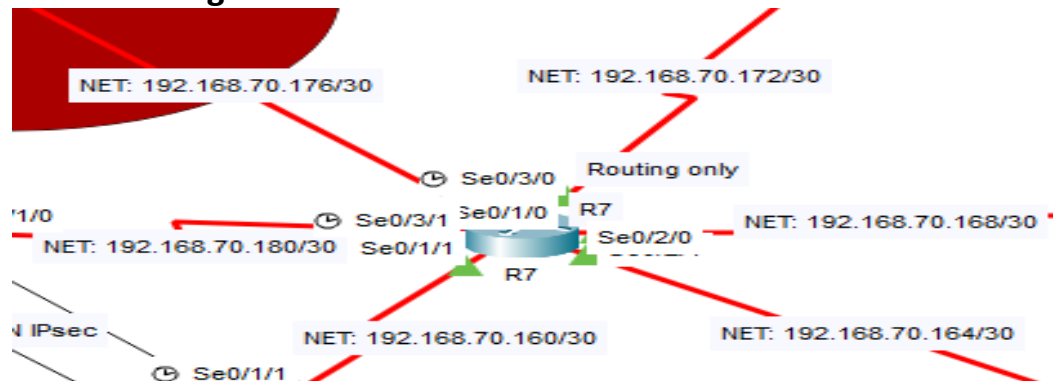 NET: 192.168.70.176/30
NET: 192.168.70.172/30
Routing only
Se0/3/0
/1/0
Se0/3/1
Se0/1/0
R7
NET: 192.168.70.168/30
NET: 192.168.70.180/30
Se0/1/1
Se0/2/0
R7
N IPsec
NET: 192.168.70.160/30
NET: 192.168.70.164/30
Se0/1/1